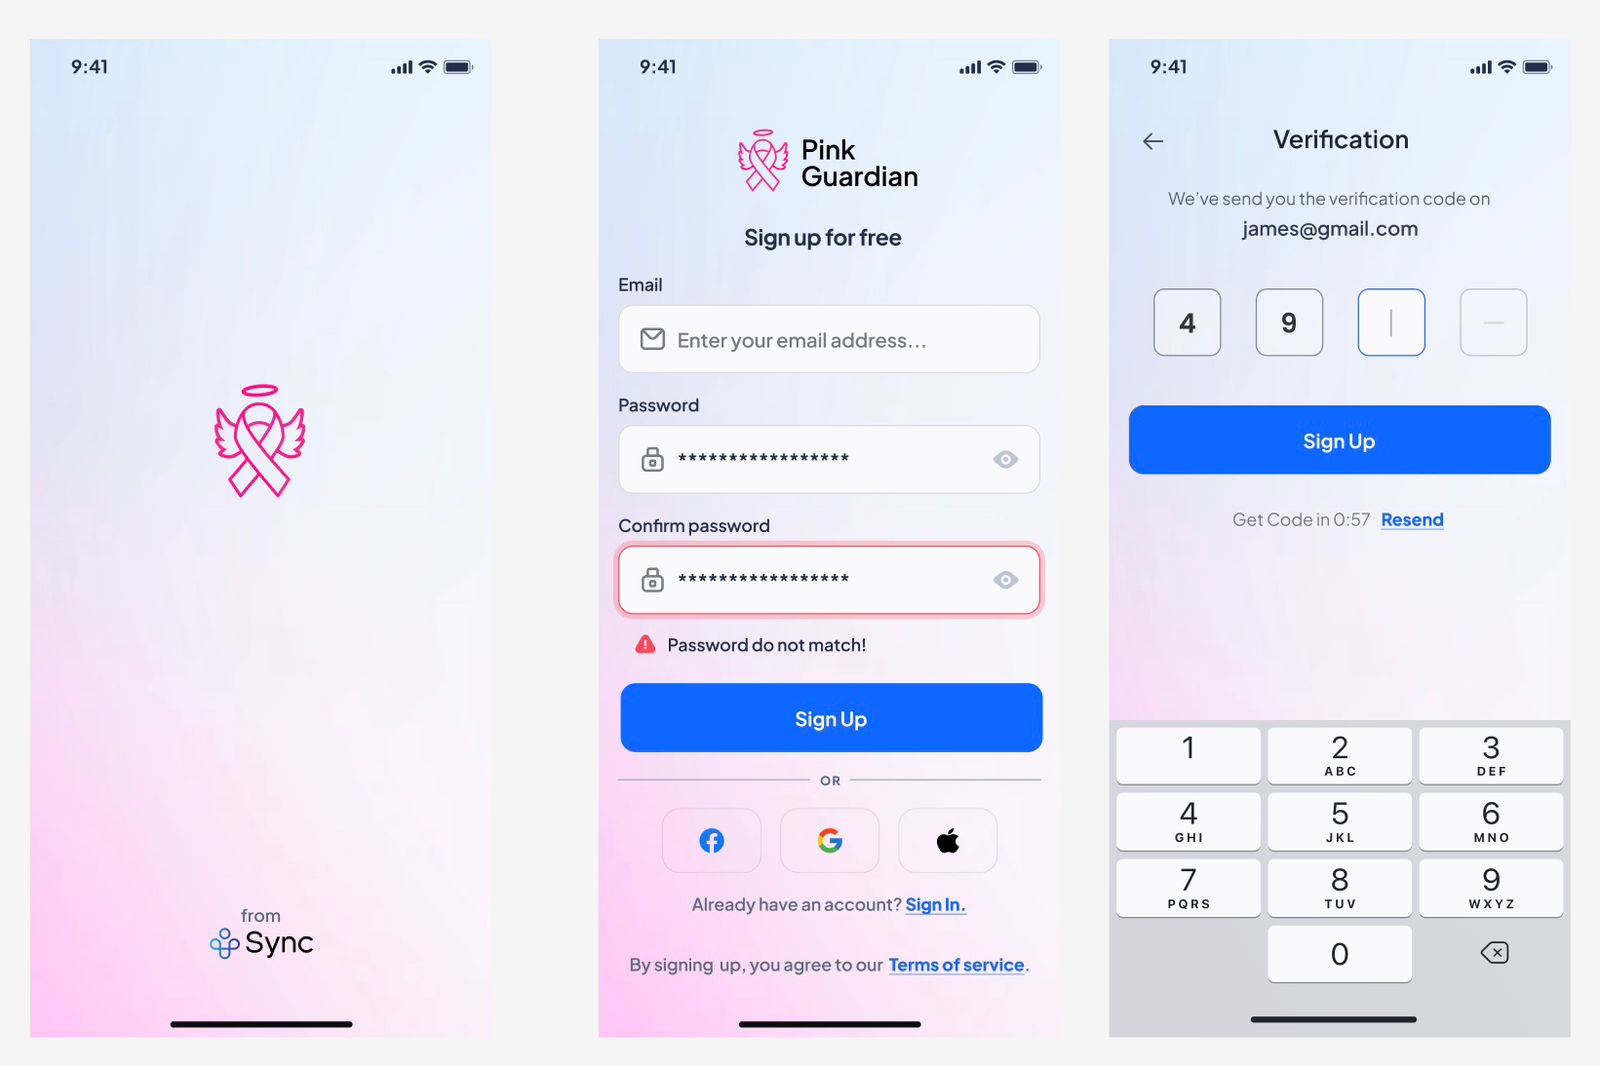 9:41
from
Sync
9:41
Pink
Guardian
Sign up for free
Email
Enter your email address...
Password
*****************
Confirm password
*****************
Password do not match!
Sign Up
OR
Already have an account? Sign In.
By signing up, you agree to our Terms of service.
9:41
Verification
We've send you the verification code on
james@gmail.com
4 9
Sign Up
Get Code in 0:57 Resend
1 2 3
ABC DEF
4 5 6
GHI JKL MNO
7 8 9
PQRS TUV WXYZ
0